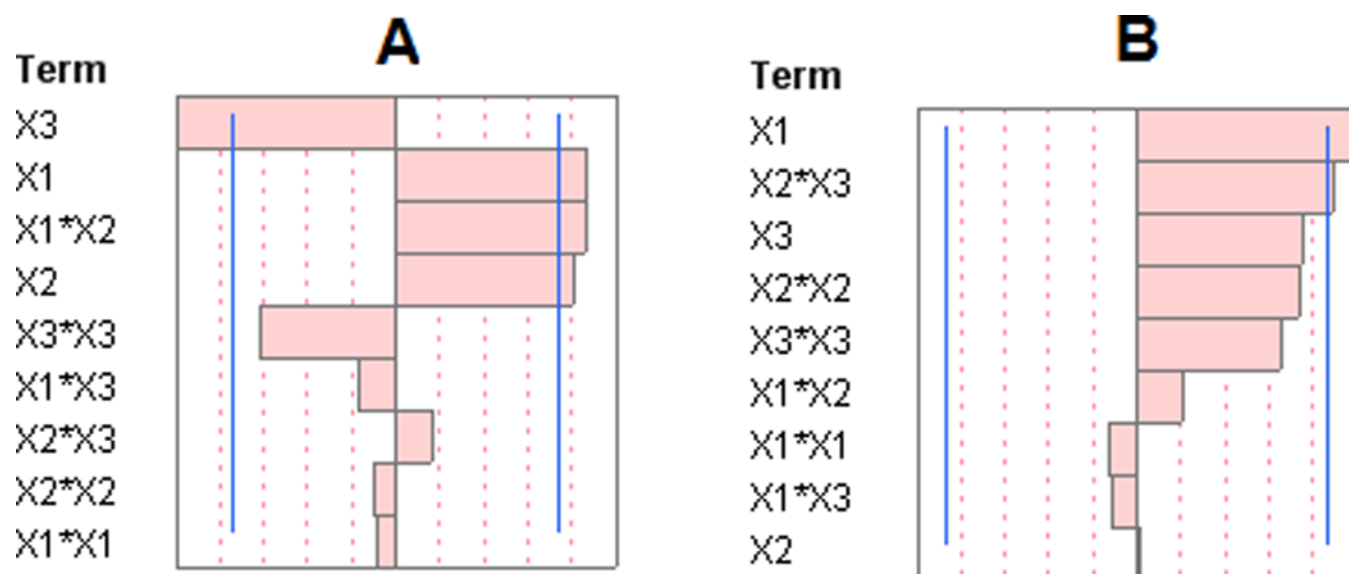 A
Term
X3
X1
X1*X2
X2
X3*X3
X1*X3
X2*X3
X2*X2
X1*X1
B
Term
X1
X2*X3
X3
X2*X2
X3*X3
X1*X2
X1*X1
X1*X3
X2